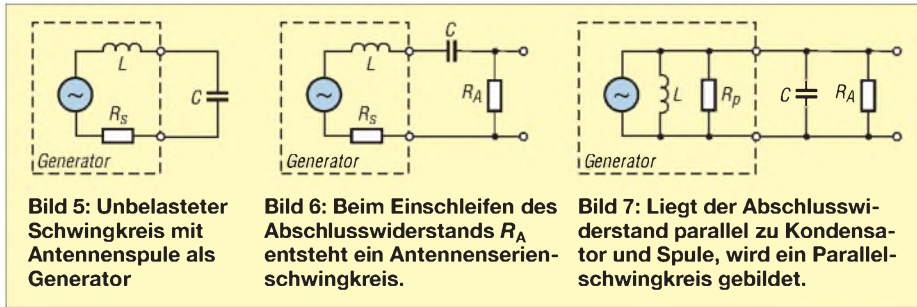 L
C
R_s
Generator
L
C
R_A
R_s
Generator
L
R_p
C
R_A
Generator
Bild 5: Unbelasteter
Schwingkreis mit
Antennenspule als
Generator
Bild 6: Beim Einschleifen des
Abschlusswiderstands R_A
entsteht ein Antennenserien-
schwingkreis.
Bild 7: Liegt der Abschlusswi-
derstand parallel zu Kondensa-
tor und Spule, wird ein Parallel-
schwingkreis gebildet.